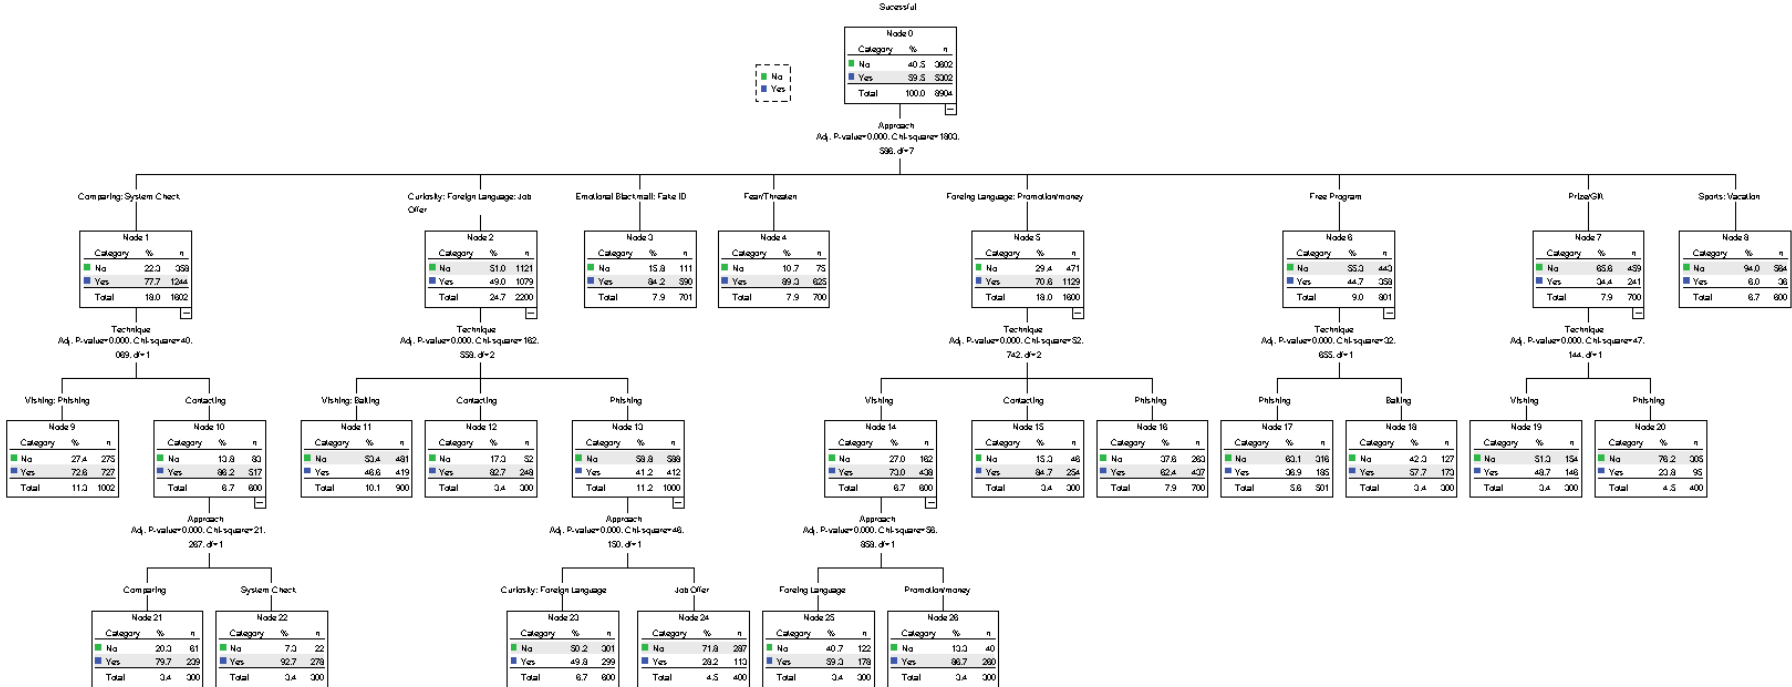 Sucessful
Node 0
Category % n
No 40.5 3602
Yes 59.5 5302
Total 100.0 8904
No
Yes
Approach
Adj. P-value=0.000, Chi-square=1803.
586, df=7
Comparing; System Check
Curiosity; Foreign Language; Job
Offer
Emotional Blackmail; Fake ID
Fear/Threaten
Foreing Language; Promotion/money
Free Program
Prize/Gift
Sports; Vacation
Node 1
Category % n
No 22.3 358
Yes 77.7 1244
Total 18.0 1602
Node 2
Category % n
No 51.0 1121
Yes 49.0 1079
Total 24.7 2200
Node 3
Category % n
No 15.8 111
Yes 84.2 590
Total 7.9 701
Node 4
Category % n
No 10.7 75
Yes 89.3 625
Total 7.9 700
Node 5
Category % n
No 29.4 471
Yes 70.6 1129
Total 18.0 1600
Node 6
Category % n
No 55.3 443
Yes 44.7 358
Total 9.0 801
Node 7
Category % n
No 65.6 459
Yes 34.4 241
Total 7.9 700
Node 8
Category % n
No 94.0 564
Yes 6.0 36
Total 6.7 600
Technique
Adj. P-value=0.000, Chi-square=40.
069, df=1
Technique
Adj. P-value=0.000, Chi-square=162.
558, df=2
Technique
Adj. P-value=0.000, Chi-square=52.
742, df=2
Technique
Adj. P-value=0.000, Chi-square=32.
655, df=1
Technique
Adj. P-value=0.000, Chi-square=47.
144, df=1
Vishing; Phishing
Contacting
Vishing; Baiting
Contacting
Phishing
Vishing
Contacting
Phishing
Phishing
Baiting
Vishing
Phishing
Node 9
Category % n
No 27.4 275
Yes 72.6 727
Total 11.3 1002
Node 10
Category % n
No 13.8 83
Yes 86.2 517
Total 6.7 600
Node 11
Category % n
No 53.4 481
Yes 46.6 419
Total 10.1 900
Node 12
Category % n
No 17.3 52
Yes 82.7 248
Total 3.4 300
Node 13
Category % n
No 58.8 588
Yes 41.2 412
Total 11.2 1000
Node 14
Category % n
No 27.0 162
Yes 73.0 438
Total 6.7 600
Node 15
Category % n
No 15.3 46
Yes 84.7 254
Total 3.4 300
Node 16
Category % n
No 37.6 263
Yes 62.4 437
Total 7.9 700
Node 17
Category % n
No 63.1 316
Yes 36.9 185
Total 5.6 501
Node 18
Category % n
No 42.3 127
Yes 57.7 173
Total 3.4 300
Node 19
Category % n
No 51.3 154
Yes 48.7 146
Total 3.4 300
Node 20
Category % n
No 76.2 305
Yes 23.8 95
Total 4.5 400
Approach
Adj. P-value=0.000, Chi-square=21.
267, df=1
Approach
Adj. P-value=0.000, Chi-square=46.
150, df=1
Approach
Adj. P-value=0.000, Chi-square=56.
858, df=1
Comparing
System Check
Curiosity; Foreign Language
Job Offer
Foreing Language
Promotion/money
Node 21
Category % n
No 20.3 61
Yes 79.7 239
Total 3.4 300
Node 22
Category % n
No 7.3 22
Yes 92.7 278
Total 3.4 300
Node 23
Category % n
No 50.2 301
Yes 49.8 299
Total 6.7 600
Node 24
Category % n
No 71.8 287
Yes 28.2 113
Total 4.5 400
Node 25
Category % n
No 40.7 122
Yes 59.3 178
Total 3.4 300
Node 26
Category % n
No 13.3 40
Yes 86.7 260
Total 3.4 300